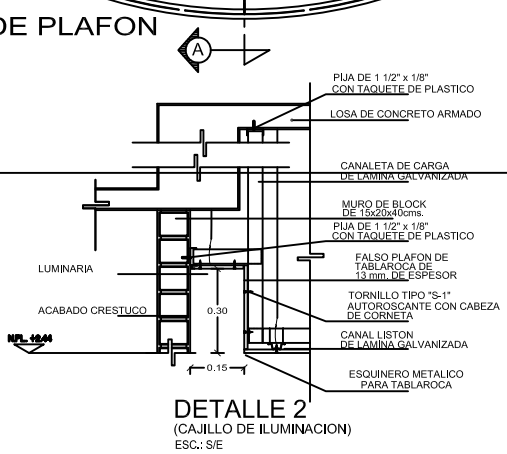 DE PLAFON
A
PIJA DE 1 1/2" x 1/8"
CON TAQUETE DE PLASTICO
LOSA DE CONCRETO ARMADO
CANALETA DE CARGA
DE LAMINA GALVANIZADA
MURO DE BLOCK
DE 15x20x40cms.
PIJA DE 1 1/2" x 1/8"
CON TAQUETE DE PLASTICO
LUMINARIA
FALSO PLAFON DE
TABLAROCA DE
13 mm. DE ESPESOR
ACABADO CRESTUCO
0.30
TORNILLO TIPO "S-1"
AUTOROSCANTE CON CABEZA
DE CORNETA
N.P.L. +2.44
CANAL LISTON
DE LAMINA GALVANIZADA
0.15
ESQUINERO METALICO
PARA TABLAROCA
DETALLE 2
(CAJILLO DE ILUMINACION)
ESC.: S/E